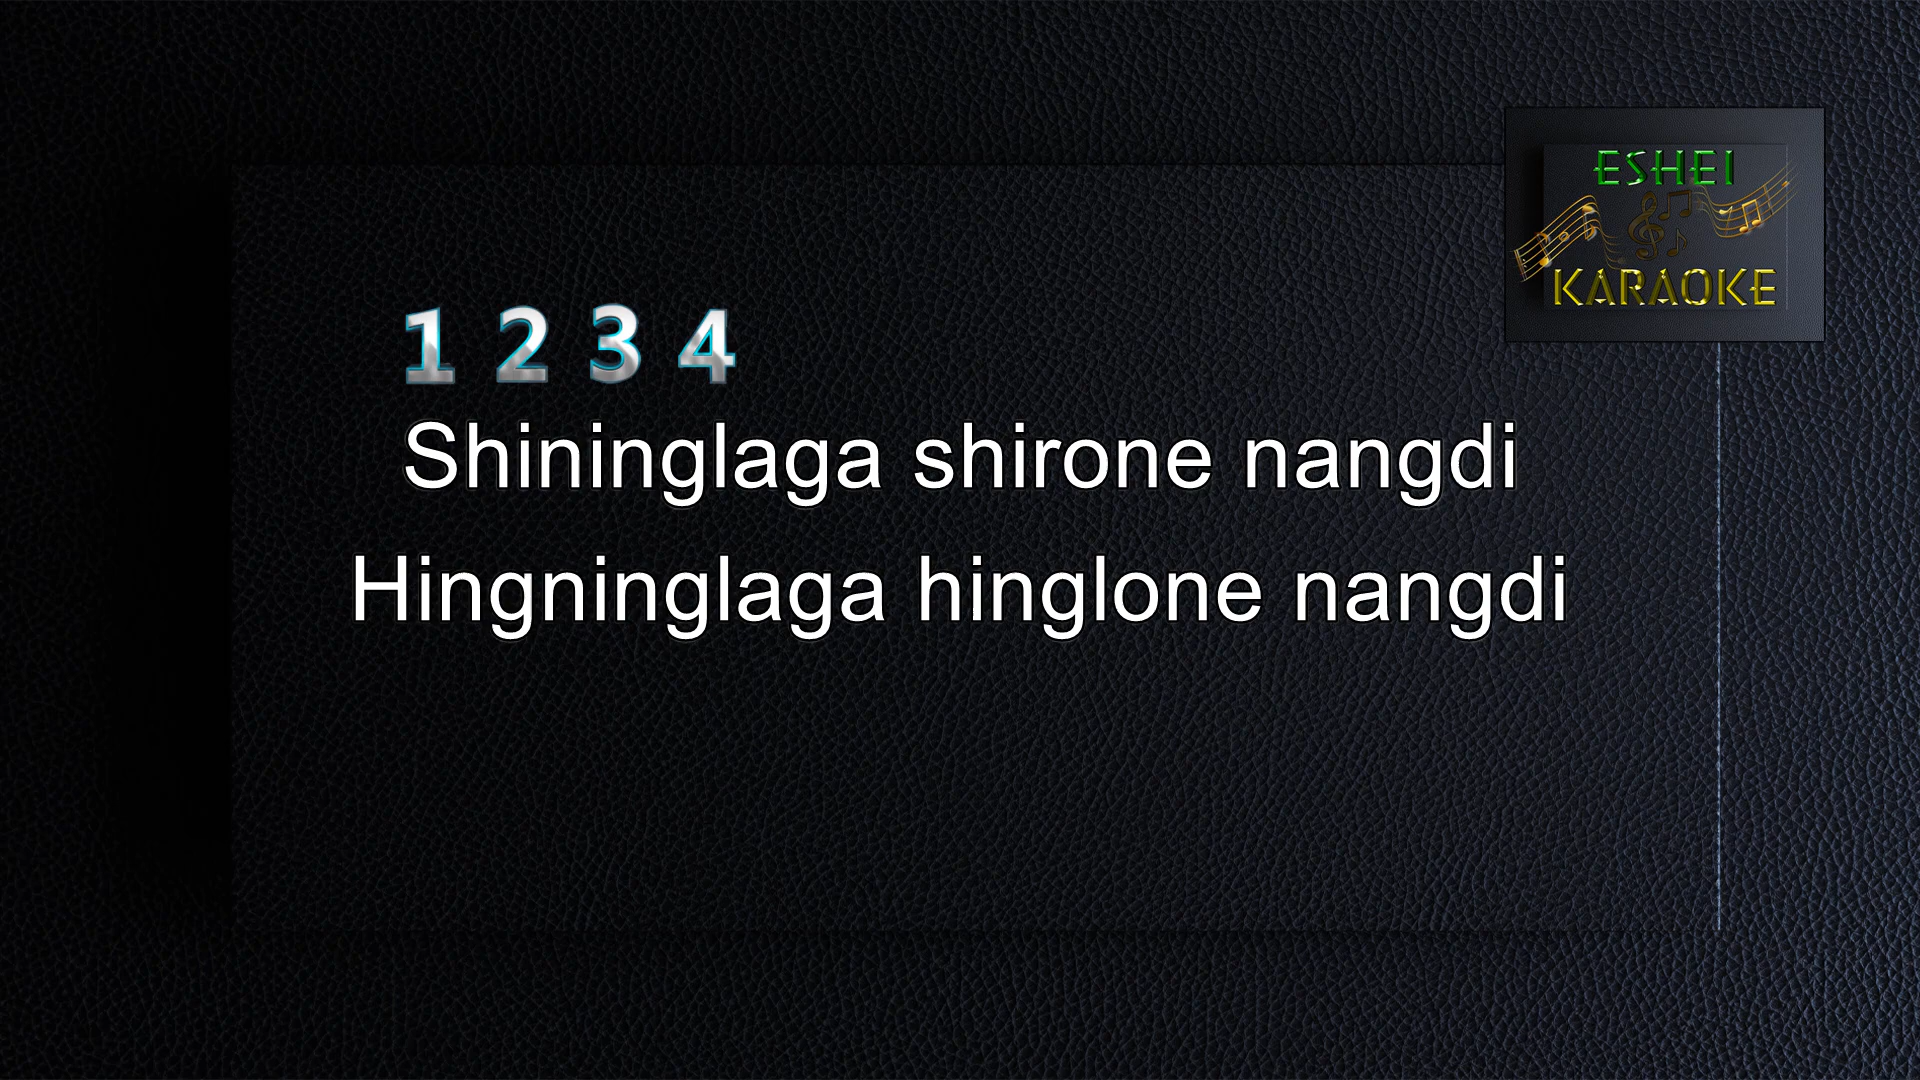 ESHEI
KARAOKE
1 2 3 4
Shininglaga shirone nangdi
Hingninglaga hinglone nangdi